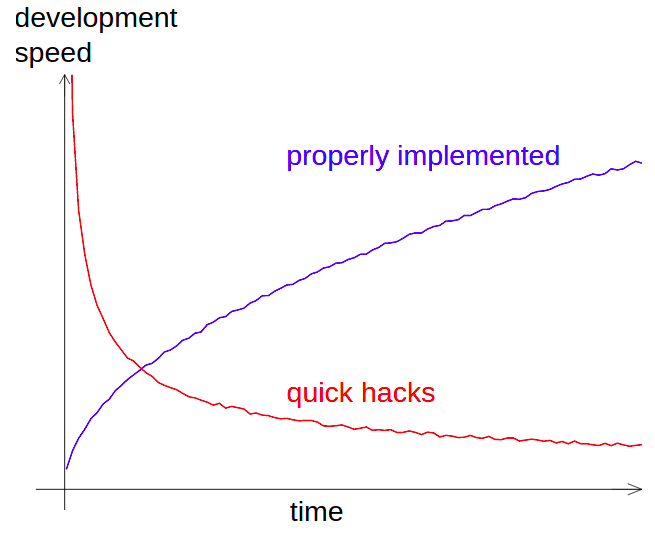 development
speed
properly implemented
quick hacks
time